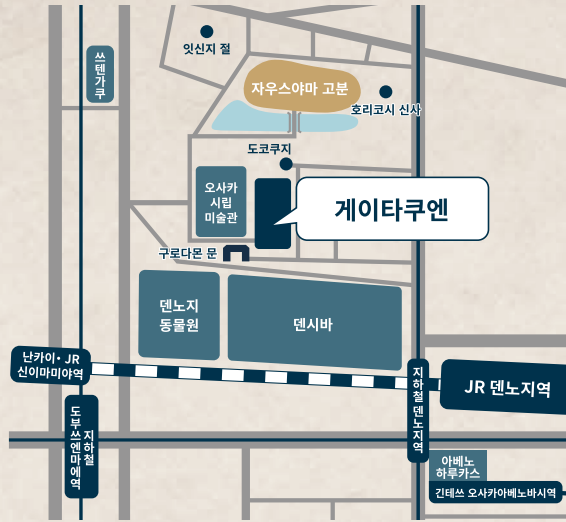 잇신지 절
쓰텐가쿠
자우스야마 고분
호리코시 신사
도코쿠지
오사카
시립
미술관
게이타쿠엔
구로다몬 문
덴노지
동물원
덴시바
난카이• JR
신이마미야역
지하철 덴노지역
JR 덴노지역
지하철
도부쓰엔마에역
아베노
하루카스
긴테쓰 오사카아베노바시역